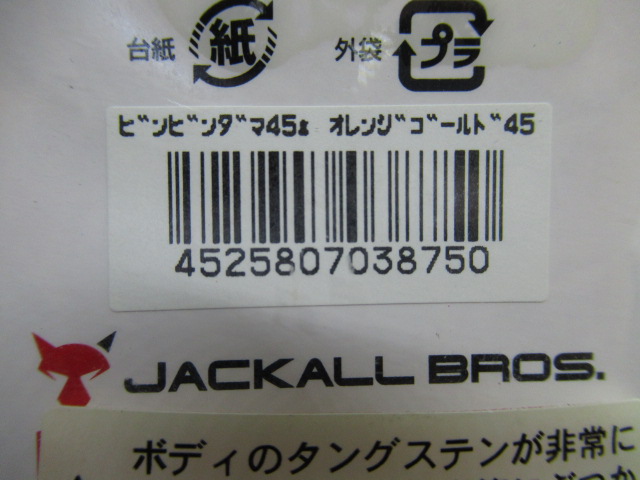 台紙 紙 外袋 プラ
ビンビンダマ45g オレンジゴールド45
4525807038750
JACKALL BROS.
ボディのタングステンが非常に